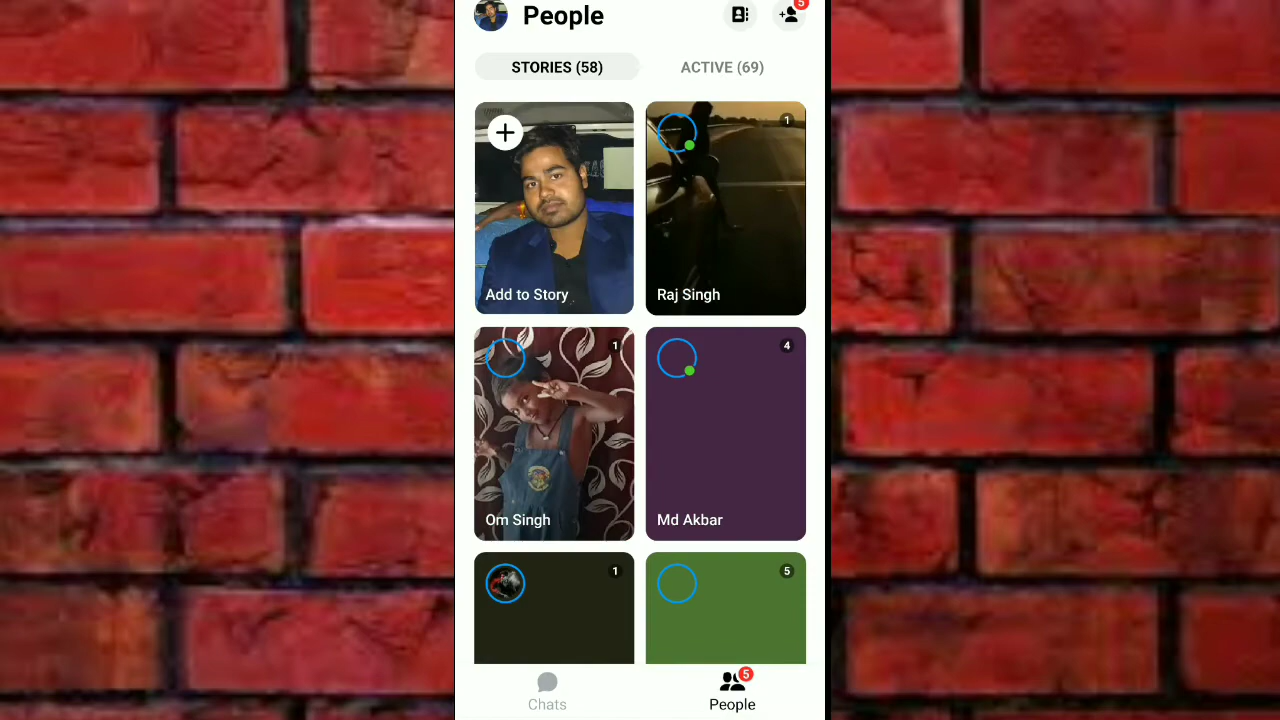 People
5
STORIES (58)
ACTIVE (69)
1
Add to Story
Raj Singh
1
4
Om Singh
Md Akbar
1
5
5
Chats
People